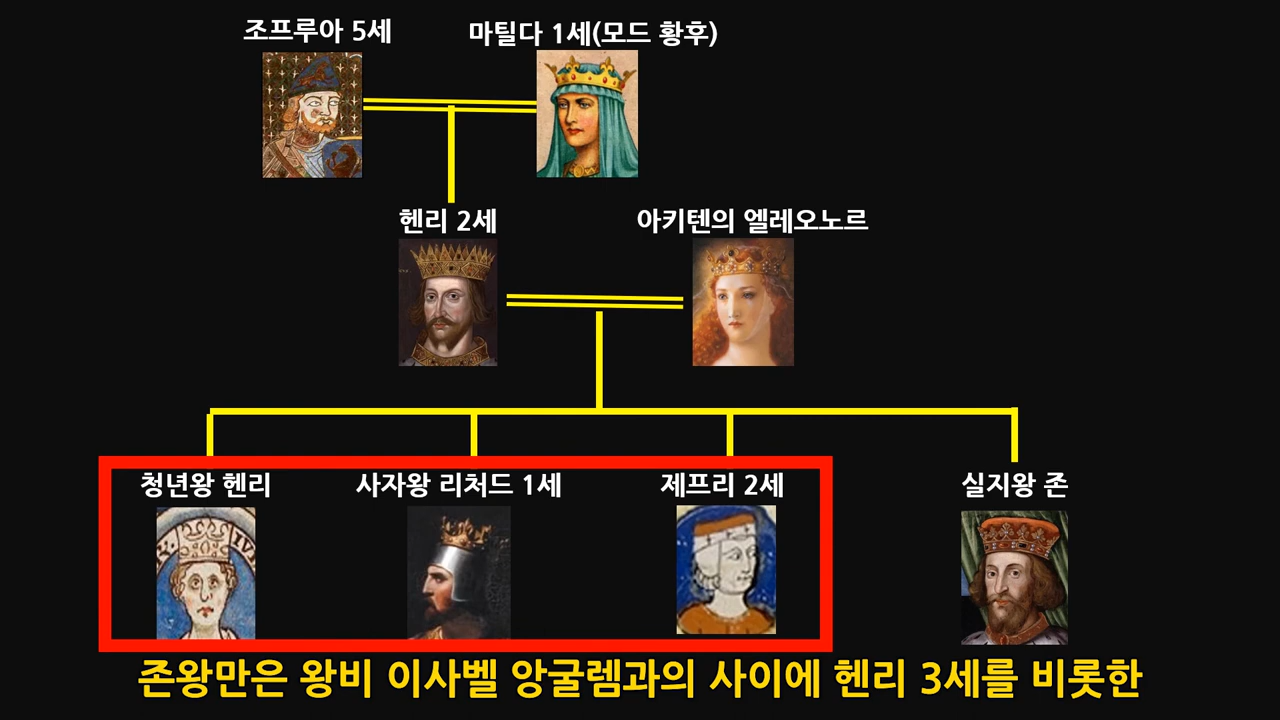 조프루아 5세
마틸다 1세(모드 황후)
헨리 2세
아키텐의 엘레오노르
청년왕 헨리
사자왕 리처드 1세
제프리 2세
실지왕 존
존왕만은 왕비 이사벨 앙굴렘과의 사이에 헨리 3세를 비롯한